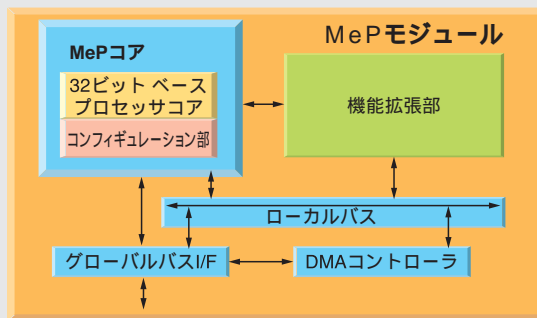 MePモジュール
MePコア
32ビット ベース
プロセッサコア
コンフィギュレーション部
機能拡張部
ローカルバス
グローバルバスI/F
DMAコントローラ